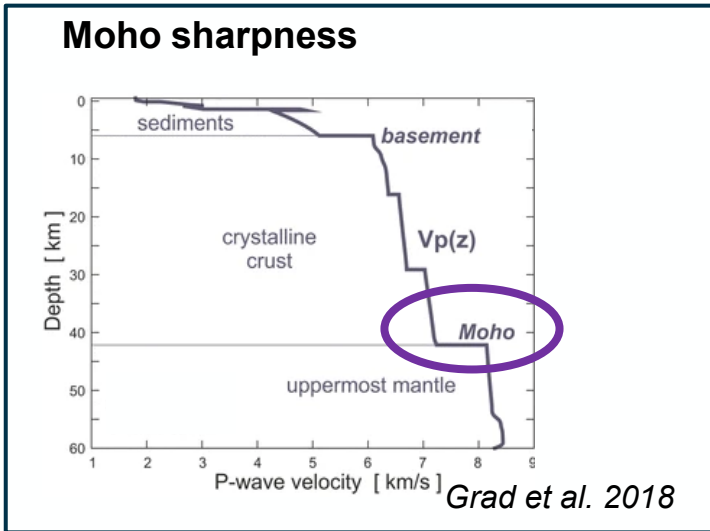 Moho sharpness
0
sediments
basement
10
20
crystalline
crust
Vp(z)
30
Depth [ km ]
40
Moho
uppermost mantle
50
60
1 2 3 4 5 6 7 8 9
P-wave velocity [ km/s ]
Grad et al. 2018